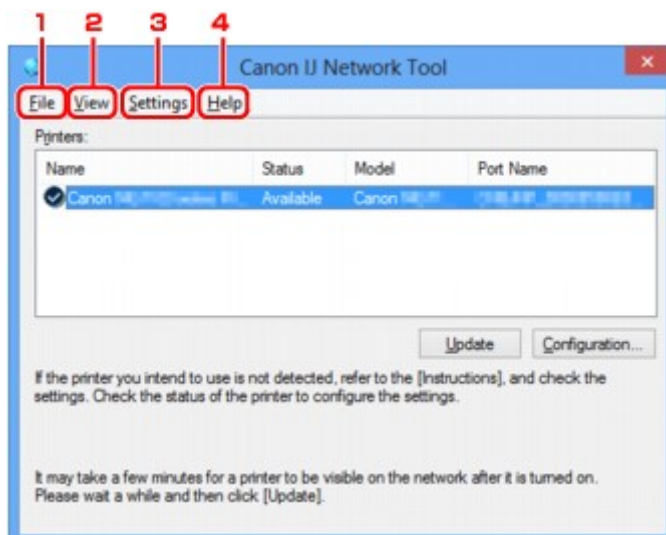 1 2 3 4
Canon IJ Network Tool
File View Settings Help
Printers:
Name Status Model Port Name
Canon Available Canon
Update Configuration...
If the printer you intend to use is not detected, refer to the [Instructions], and check the
settings. Check the status of the printer to configure the settings.
It may take a few minutes for a printer to be visible on the network after it is turned on.
Please wait a while and then click [Update].